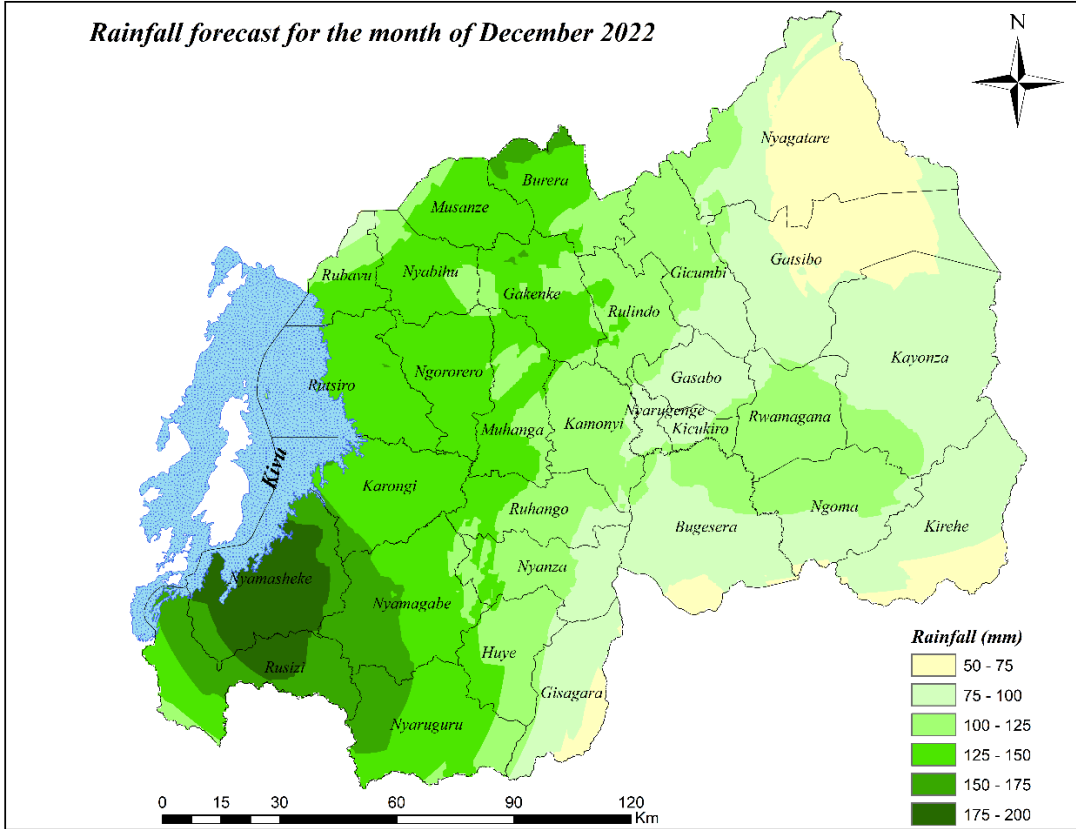 Rainfall forecast for the month of December 2022
N
Nyagatare
Burera
Musanze
Gatsibo
Rubavu
Nyabihu
Gicumbi
Gakenke
Rulindo
Kayonza
Ngororero
Gasabo
Rutsiro
Nyarugenge
Rwamagana
Kamonyi
Kicukiro
Muhanga
Kivu
Karongi
Ruhango
Ngoma
Bugesera
Kirehe
Nyanza
Nyamasheke
Nyamagabe
Huye
Rusizi
Gisagara
Nyaruguru
Rainfall (mm)
50 - 75
75 - 100
100 - 125
125 - 150
150 - 175
175 - 200
0 15 30 60 90 120
Km